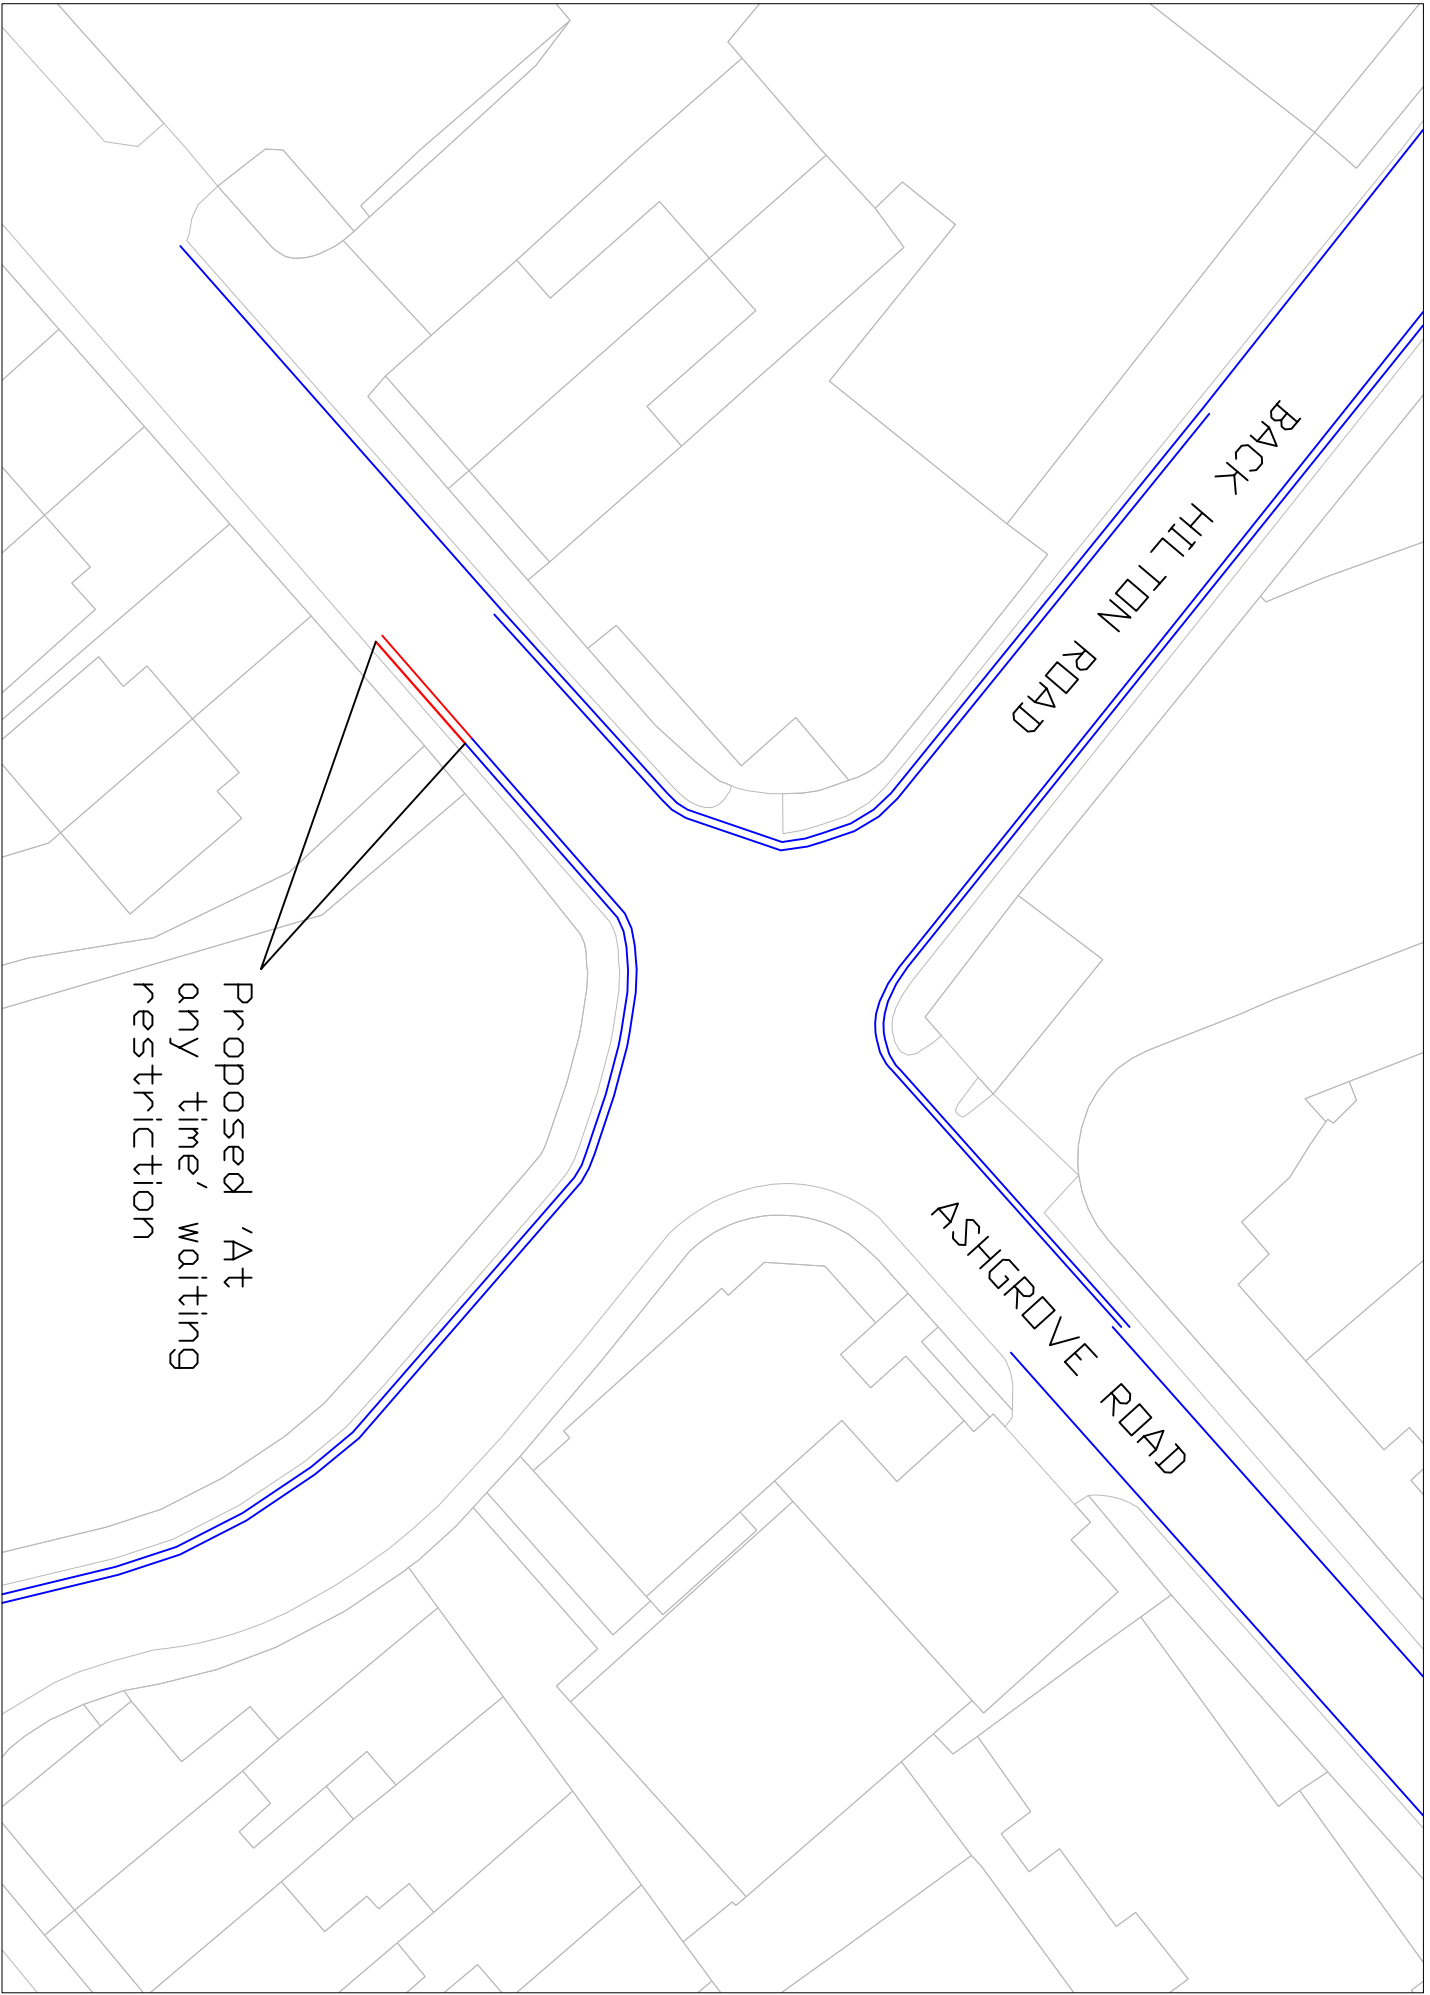 BACK HILTON ROAD
ASHGROVE ROAD
Proposed 'At
any time' waiting
restriction